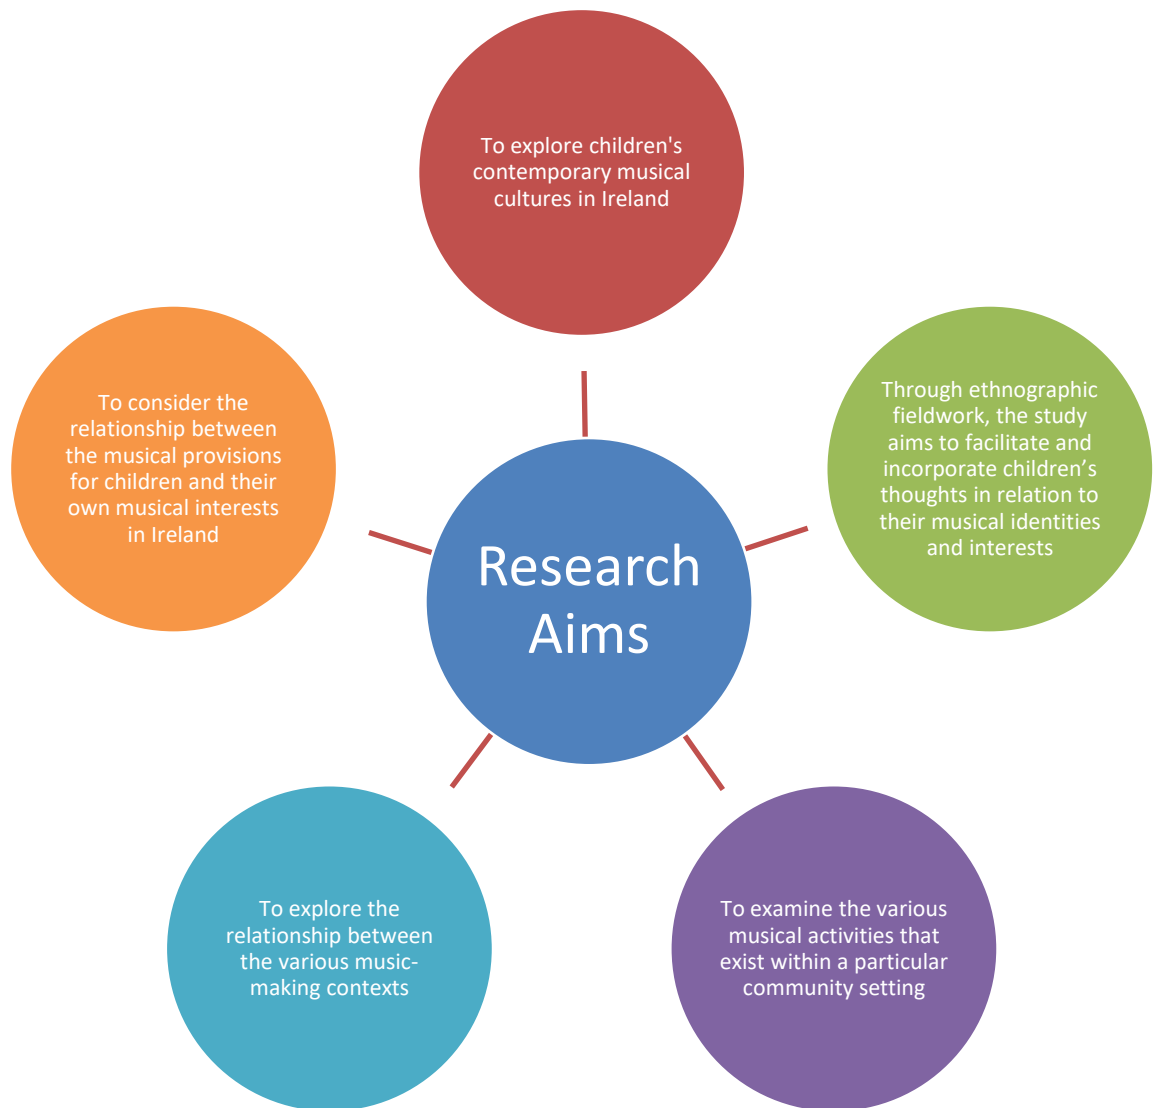 To explore children's
contemporary musical
cultures in Ireland
Through ethnographic
fieldwork, the study
aims to facilitate and
incorporate children’s
thoughts in relation to
their musical identities
and interests
To examine the various
musical activities that
exist within a particular
community setting
To explore the
relationship between
the various music-
making contexts
To consider the
relationship between
the musical provisions
for children and their
own musical interests
in Ireland
Research
Aims